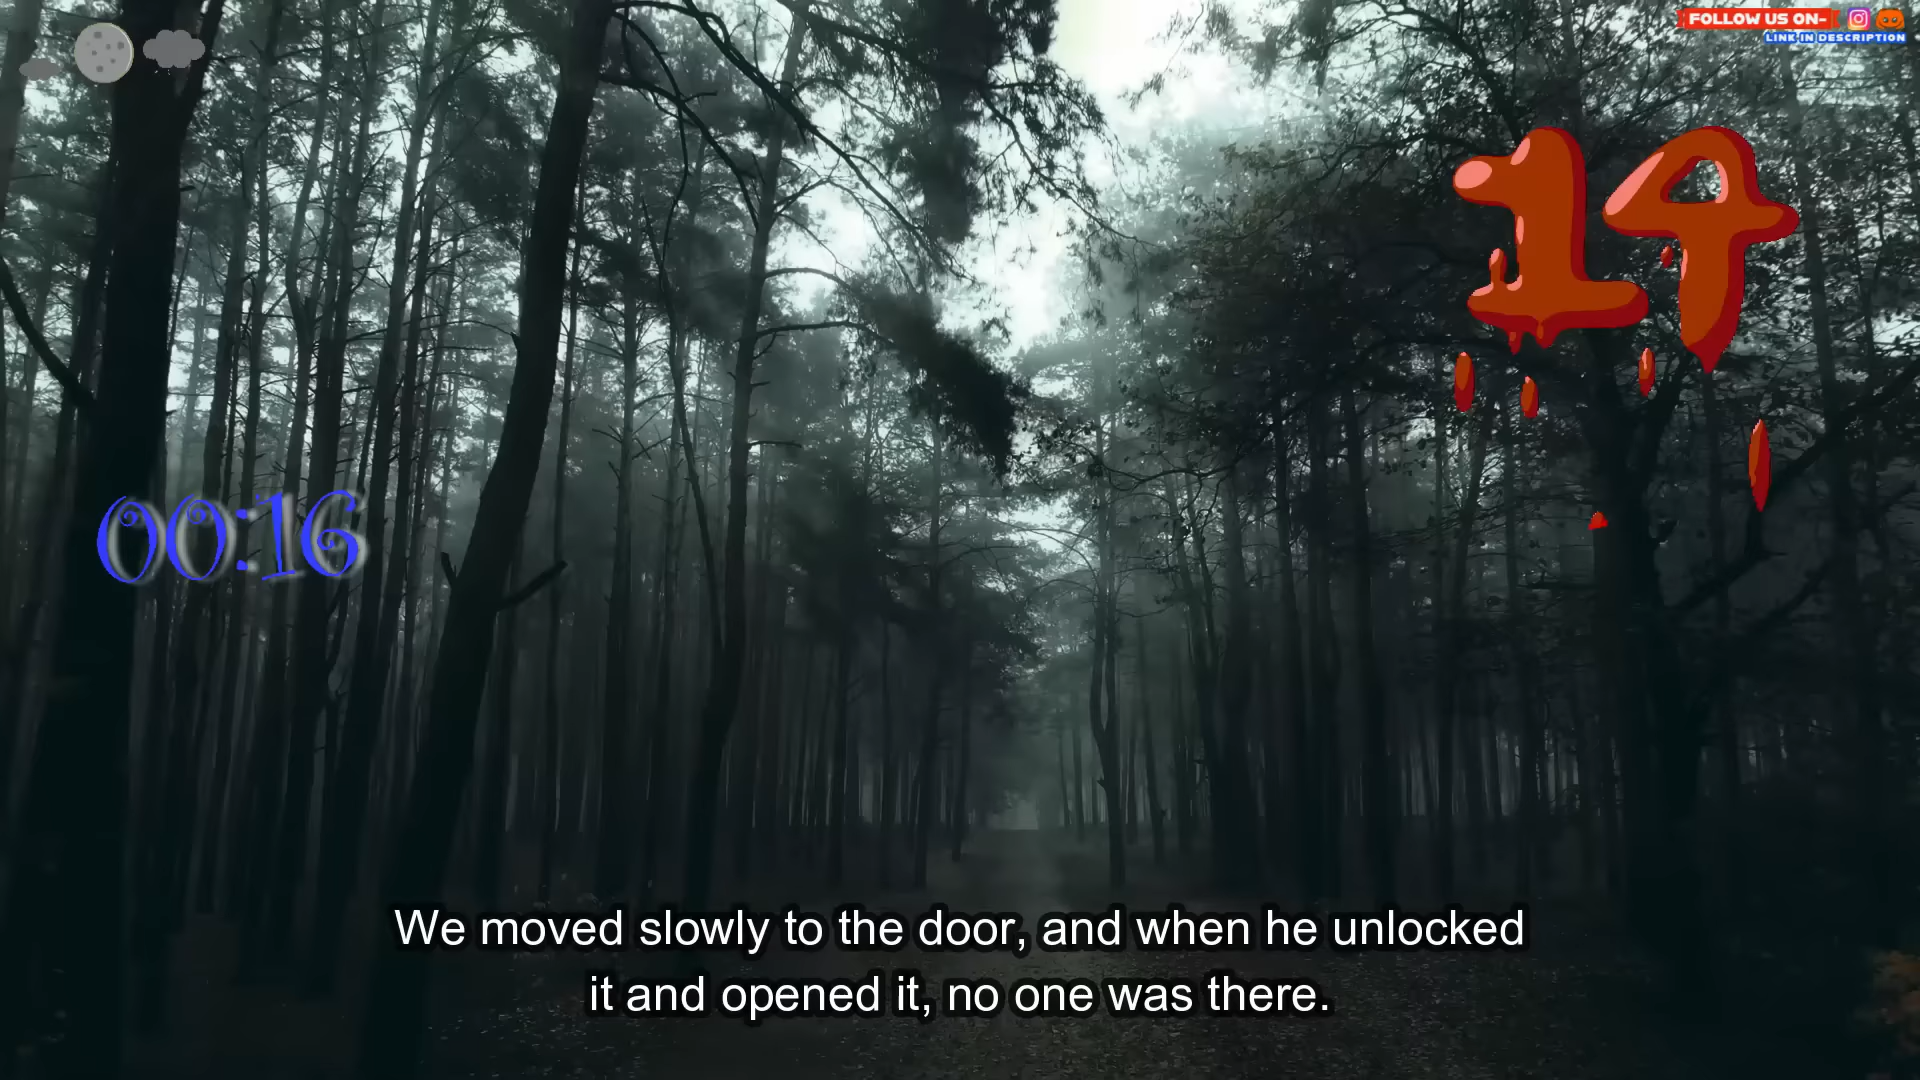 FOLLOW US ON-
LINK IN DESCRIPTION
14
00:16
We moved slowly to the door, and when he unlocked
it and opened it, no one was there.